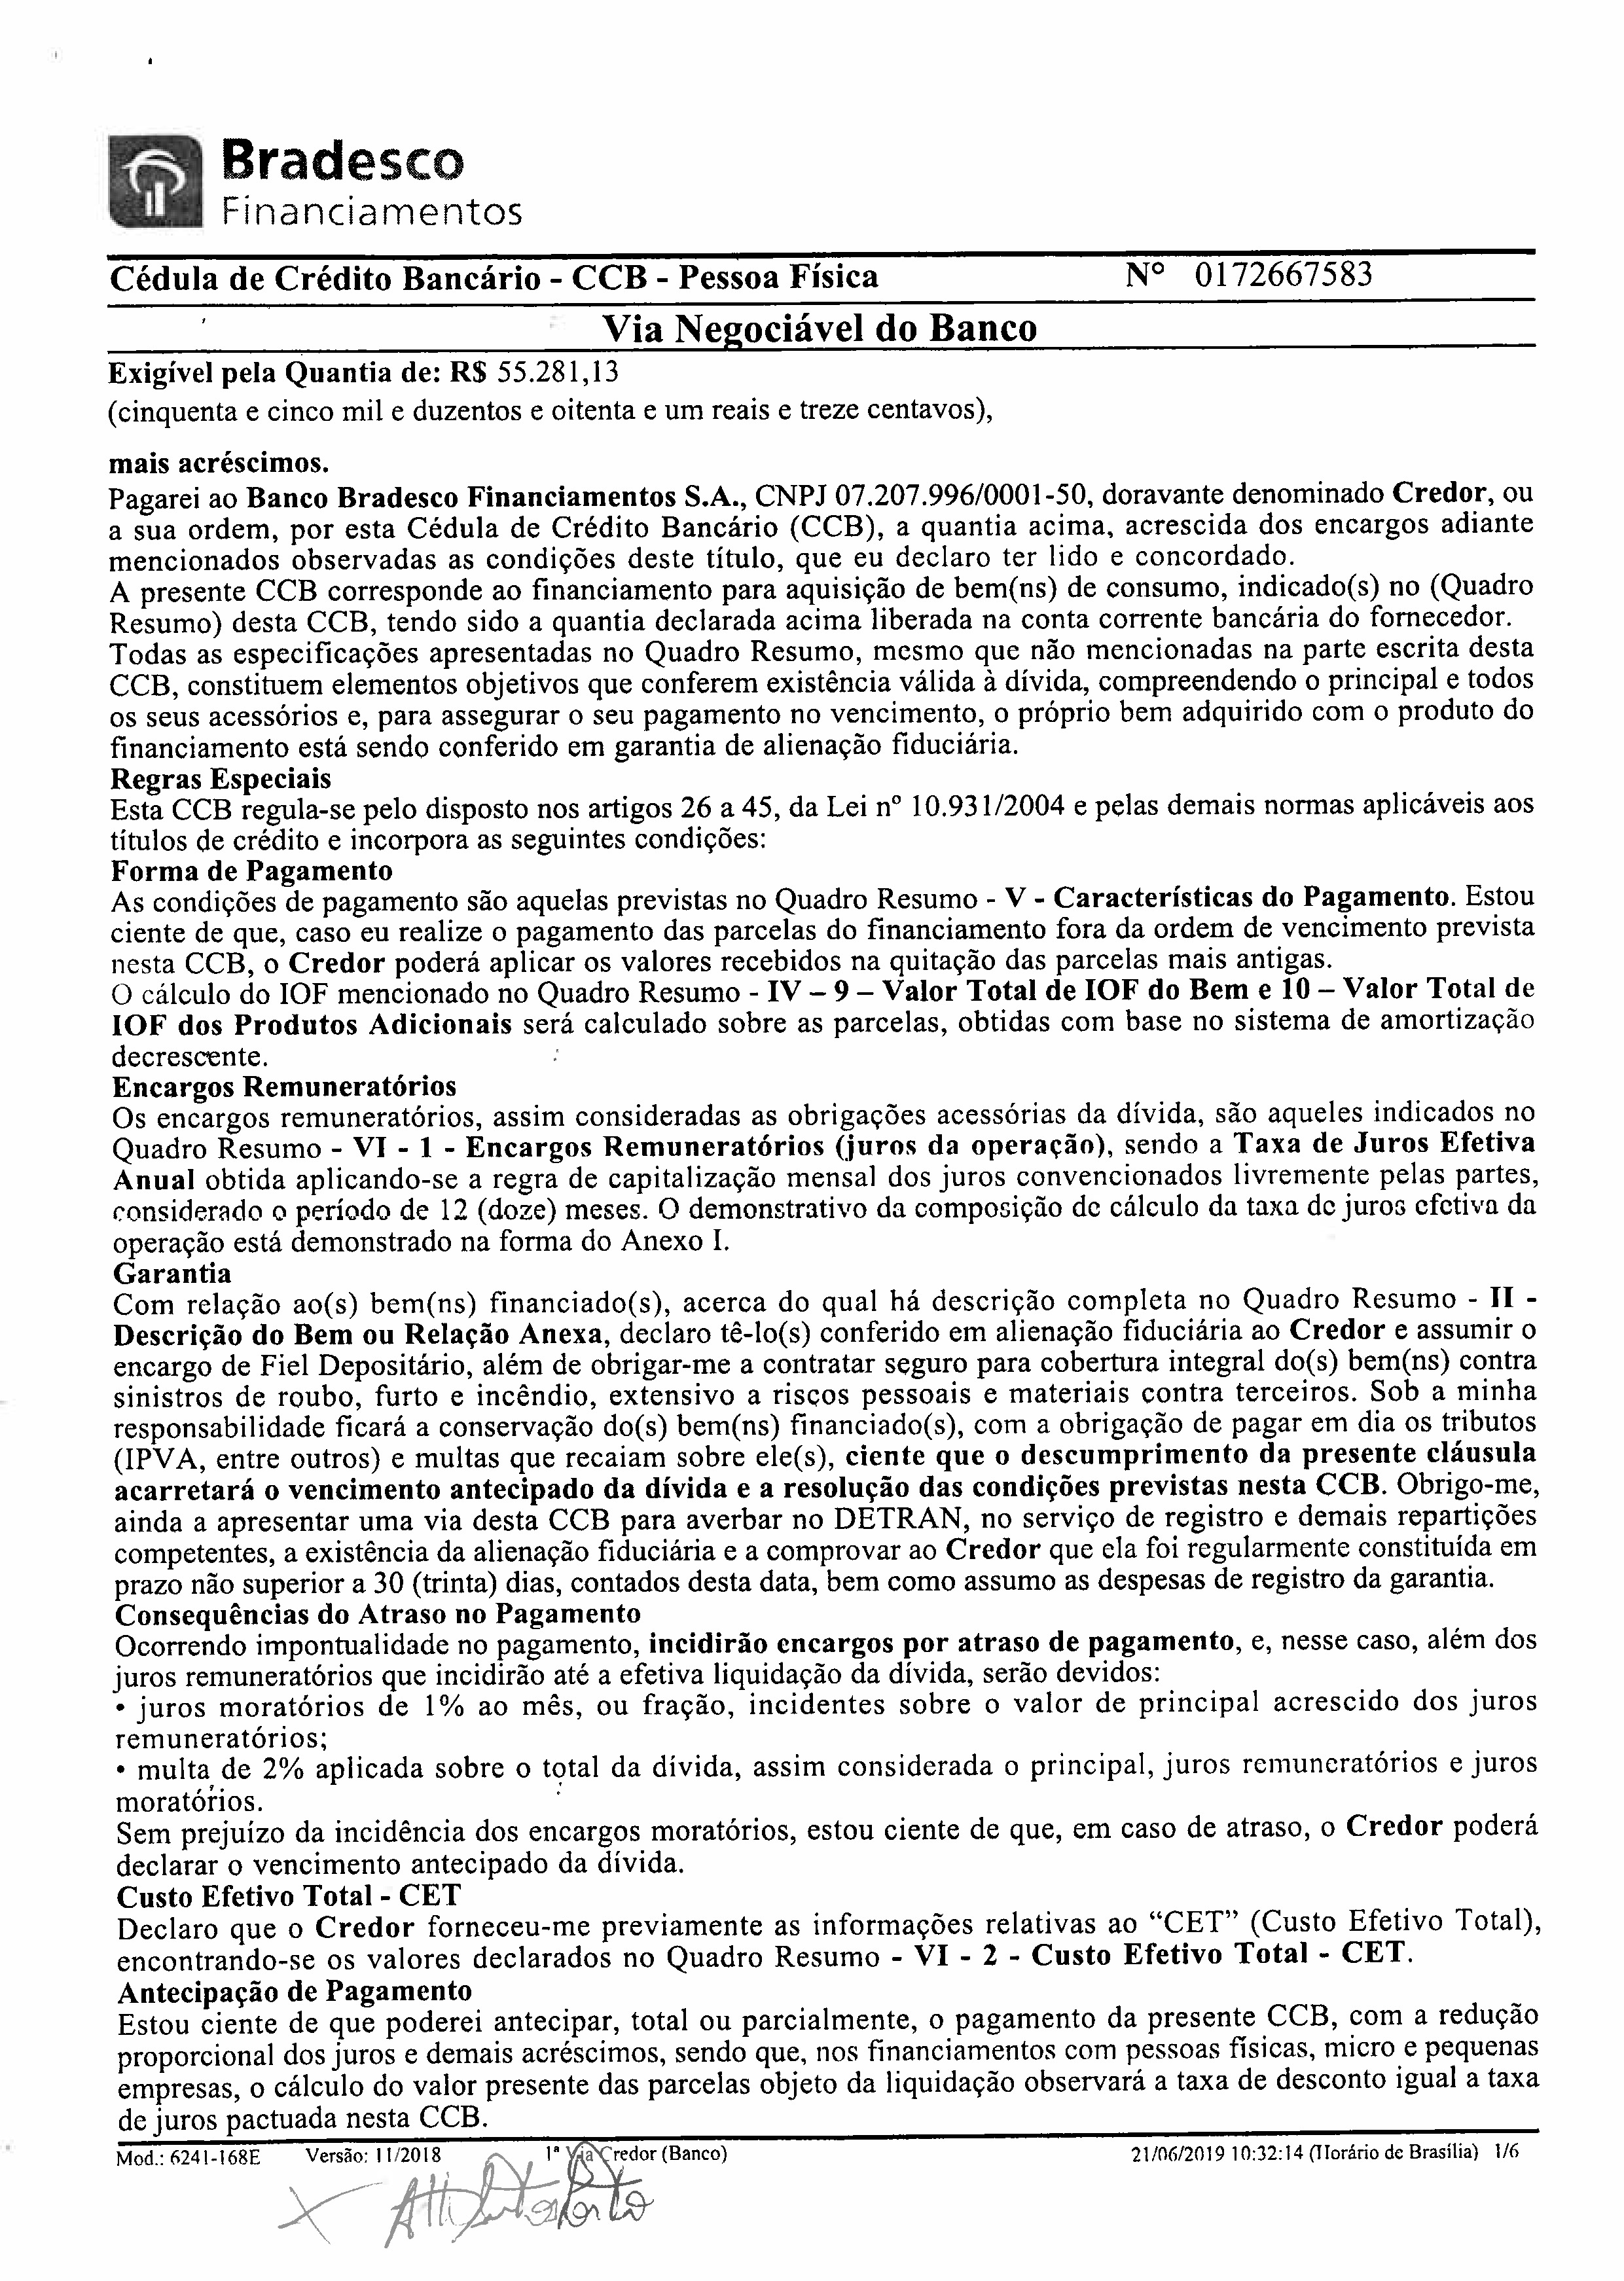 Bradesco
Financiamentos
Cédula de Crédito Bancário - CCB - Pessoa Física Nº 0172667583
Via Negociável do Banco
Exigível pela Quantia de: R$ 55.281,13
(cinquenta e cinco mil e duzentos e oitenta e um reais e treze centavos),
mais acréscimos.
Pagarei ao Banco Bradesco Financiamentos S.A., CNPJ 07.207.996/0001-50, doravante denominado Credor, ou
a sua ordem, por esta Cédula de Crédito Bancário (CCB), a quantia acima, acrescida dos encargos adiante
mencionados observadas as condições deste título, que eu declaro ter lido e concordado.
A presente CCB corresponde ao financiamento para aquisição de bem(ns) de consumo, indicado(s) no (Quadro
Resumo) desta CCB, tendo sido a quantia declarada acima liberada na conta corrente bancária do fornecedor.
Todas as especificações apresentadas no Quadro Resumo, mesmo que não mencionadas na parte escrita desta
CCB, constituem elementos objetivos que conferem existência válida à dívida, compreendendo o principal e todos
os seus acessórios e, para assegurar o seu pagamento no vencimento, o próprio bem adquirido com o produto do
financiamento está sendo conferido em garantia de alienação fiduciária.
Regras Especiais
Esta CCB regula-se pelo disposto nos artigos 26 a 45, da Lei nº 10.931/2004 e pelas demais normas aplicáveis aos
títulos de crédito e incorpora as seguintes condições:
Forma de Pagamento
As condições de pagamento são aquelas previstas no Quadro Resumo - V - Características do Pagamento. Estou
ciente de que, caso eu realize o pagamento das parcelas do financiamento fora da ordem de vencimento prevista
nesta CCB, o Credor poderá aplicar os valores recebidos na quitação das parcelas mais antigas.
O cálculo do IOF mencionado no Quadro Resumo - IV – 9 – Valor Total de IOF do Bem e 10 – Valor Total de
IOF dos Produtos Adicionais será calculado sobre as parcelas, obtidas com base no sistema de amortização
decrescente.
Encargos Remuneratórios
Os encargos remuneratórios, assim consideradas as obrigações acessórias da dívida, são aqueles indicados no
Quadro Resumo - VI - 1 - Encargos Remuneratórios (juros da operação), sendo a Taxa de Juros Efetiva
Anual obtida aplicando-se a regra de capitalização mensal dos juros convencionados livremente pelas partes,
considerado o período de 12 (doze) meses. O demonstrativo da composição de cálculo da taxa de juros efetiva da
operação está demonstrado na forma do Anexo I.
Garantia
Com relação ao(s) bem(ns) financiado(s), acerca do qual há descrição completa no Quadro Resumo - II -
Descrição do Bem ou Relação Anexa, declaro tê-lo(s) conferido em alienação fiduciária ao Credor e assumir o
encargo de Fiel Depositário, além de obrigar-me a contratar seguro para cobertura integral do(s) bem(ns) contra
sinistros de roubo, furto e incêndio, extensivo a riscos pessoais e materiais contra terceiros. Sob a minha
responsabilidade ficará a conservação do(s) bem(ns) financiado(s), com a obrigação de pagar em dia os tributos
(IPVA, entre outros) e multas que recaiam sobre ele(s), ciente que o descumprimento da presente cláusula
acarretará o vencimento antecipado da dívida e a resolução das condições previstas nesta CCB. Obrigo-me,
ainda a apresentar uma via desta CCB para averbar no DETRAN, no serviço de registro e demais repartições
competentes, a existência da alienação fiduciária e a comprovar ao Credor que ela foi regularmente constituída em
prazo não superior a 30 (trinta) dias, contados desta data, bem como assumo as despesas de registro da garantia.
Consequências do Atraso no Pagamento
Ocorrendo impontualidade no pagamento, incidirão encargos por atraso de pagamento, e, nesse caso, além dos
juros remuneratórios que incidirão até a efetiva liquidação da dívida, serão devidos:
• juros moratórios de 1% ao mês, ou fração, incidentes sobre o valor de principal acrescido dos juros
remuneratórios;
• multa de 2% aplicada sobre o total da dívida, assim considerada o principal, juros remuneratórios e juros
moratórios.
Sem prejuízo da incidência dos encargos moratórios, estou ciente de que, em caso de atraso, o Credor poderá
declarar o vencimento antecipado da dívida.
Custo Efetivo Total - CET
Declaro que o Credor forneceu-me previamente as informações relativas ao “CET” (Custo Efetivo Total),
encontrando-se os valores declarados no Quadro Resumo - VI - 2 - Custo Efetivo Total - CET.
Antecipação de Pagamento
Estou ciente de que poderei antecipar, total ou parcialmente, o pagamento da presente CCB, com a redução
proporcional dos juros e demais acréscimos, sendo que, nos financiamentos com pessoas físicas, micro e pequenas
empresas, o cálculo do valor presente das parcelas objeto da liquidação observará a taxa de desconto igual a taxa
de juros pactuada nesta CCB.
Mod.: 6241-168E Versão: 11/2018 1ª Via Credor (Banco) 21/06/2019 10:32:14 (Horário de Brasília) 1/6